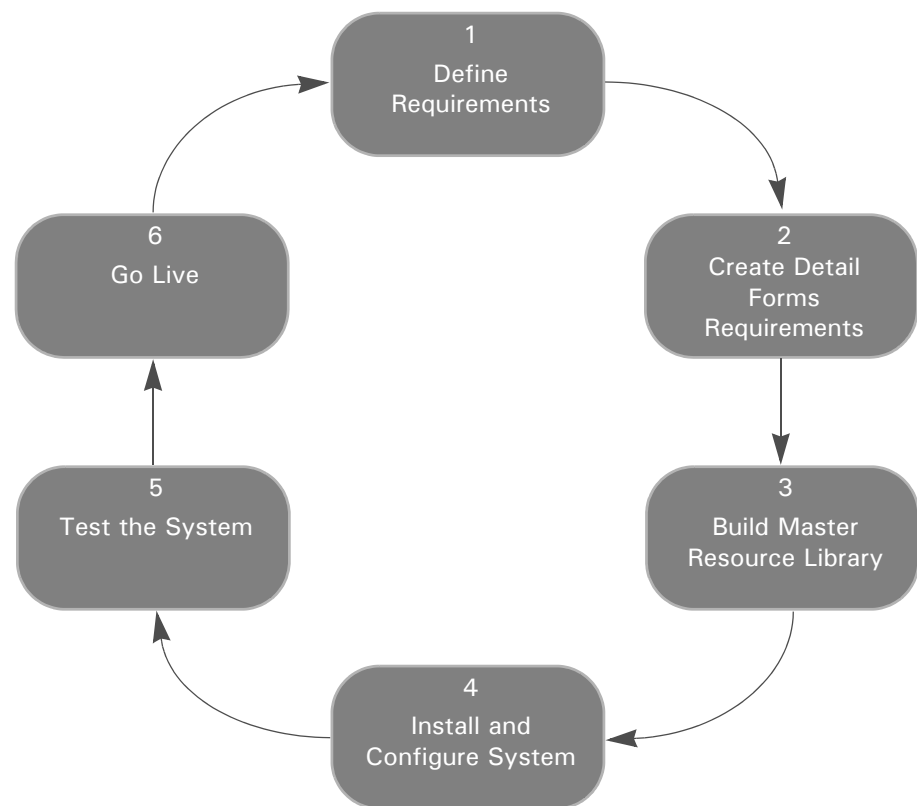 1
Define
Requirements
2
Create Detail
Forms
Requirements
3
Build Master
Resource Library
4
Install and
Configure System
5
Test the System
6
Go Live